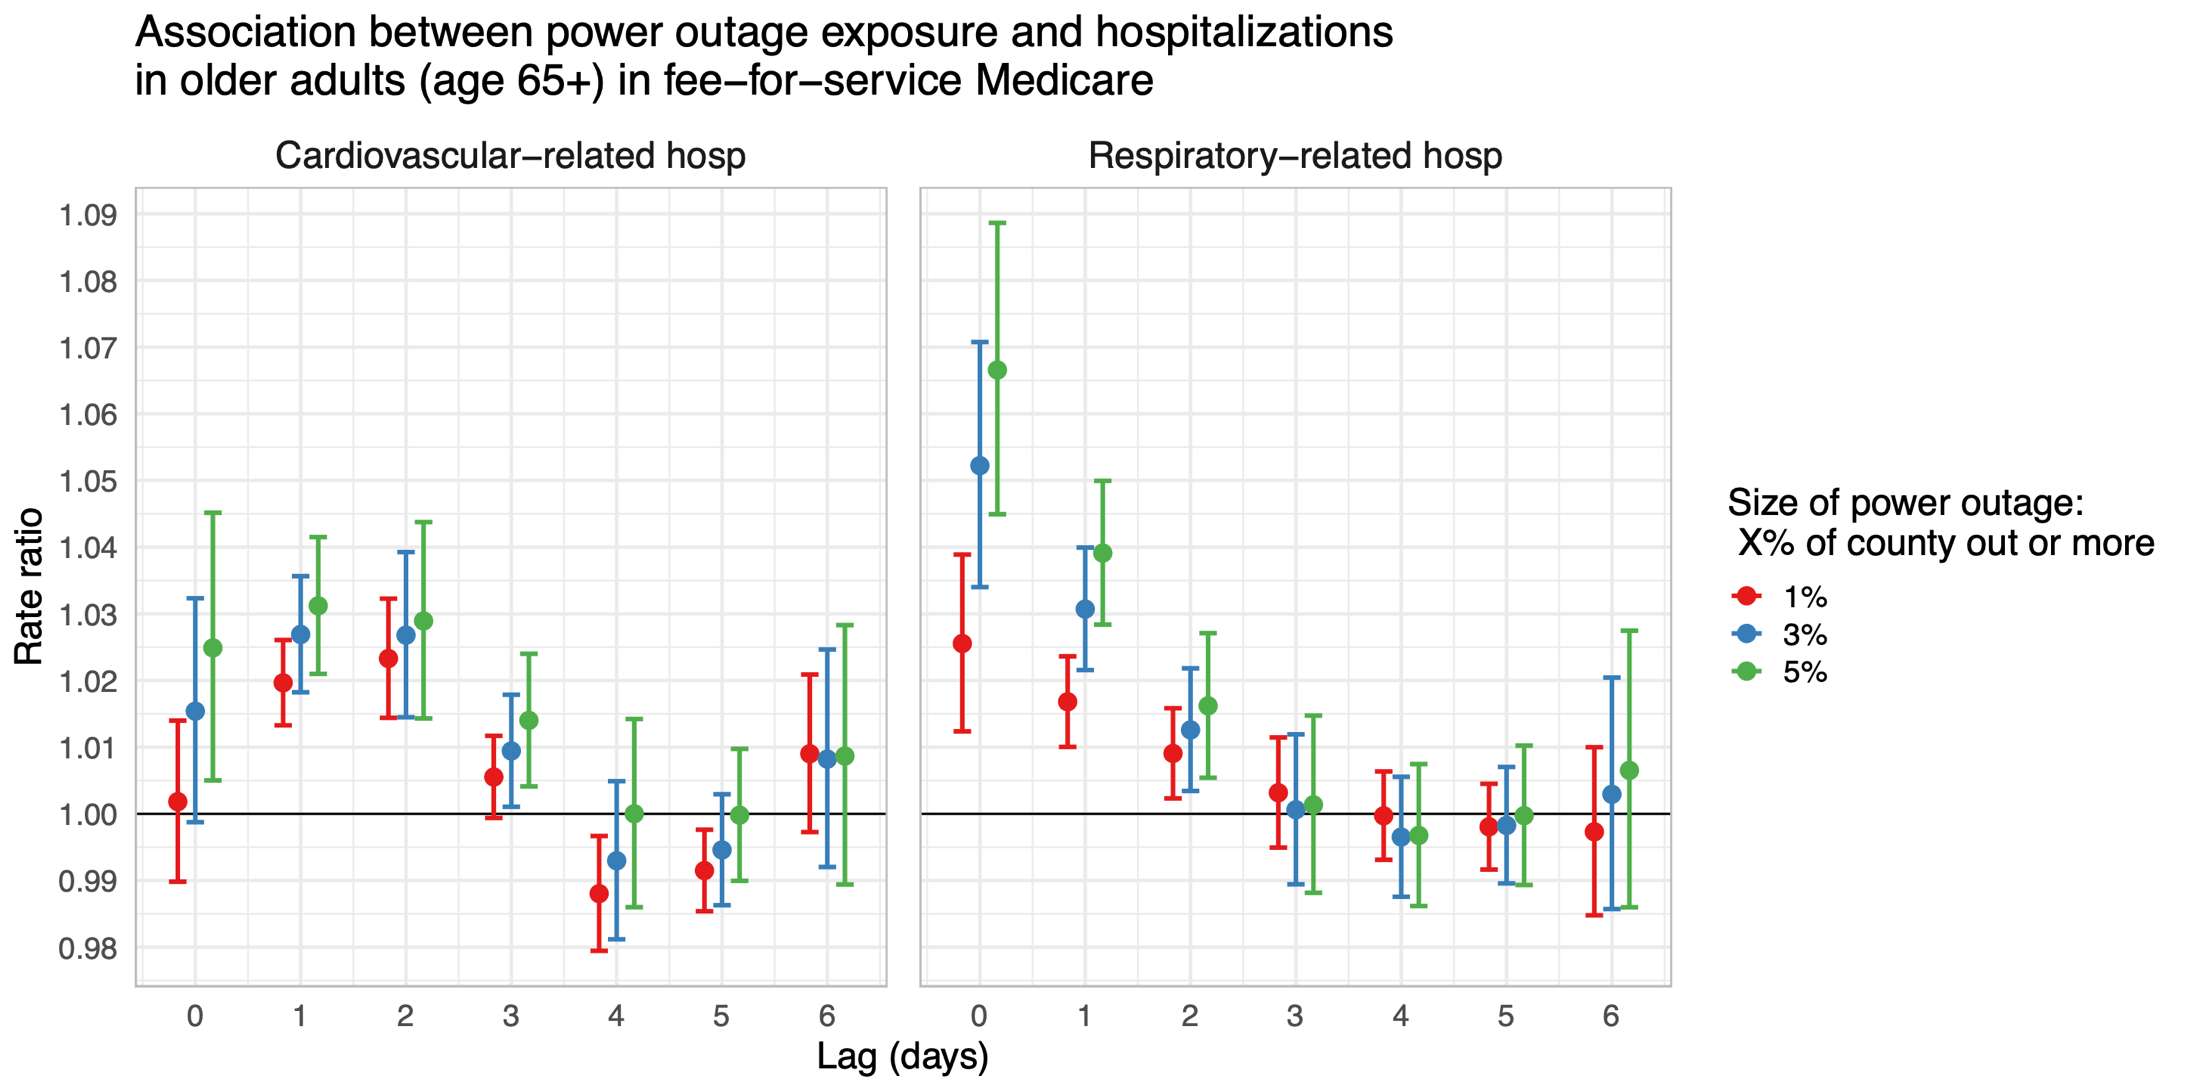 Association between power outage exposure and hospitalizations
in older adults (age 65+) in fee−for−service Medicare
Cardiovascular−related hosp
Respiratory−related hosp
1.09
1.08
1.07
1.06
1.05
1.04
1.03
1.02
1.01
1.00
0.99
0.98
Rate ratio
0 1 2 3 4 5 6
0 1 2 3 4 5 6
Lag (days)
Size of power outage:
X% of county out or more
1%
3%
5%